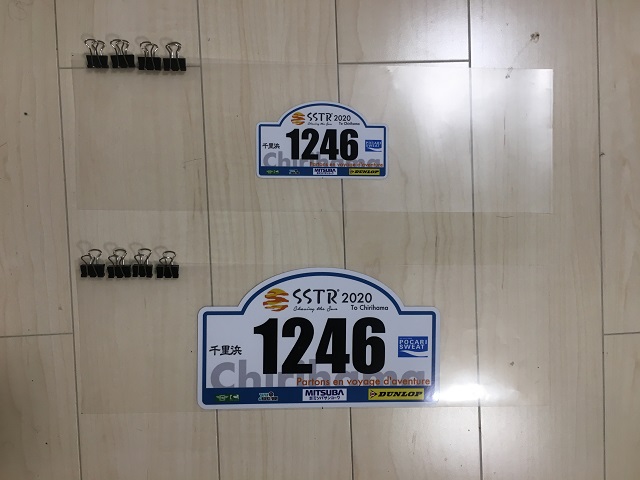 SSTR 2020
To Chirihama
千里浜
1246
POCARI
SWEAT
Chirihama
MITSUBA
DUNLOP
SSTR 2020
Chasing the Sun
To Chirihama
千里浜
1246
POCARI
SWEAT
Chirihama
Partons en voyage d'aventure
MITSUBA
DUNLOP